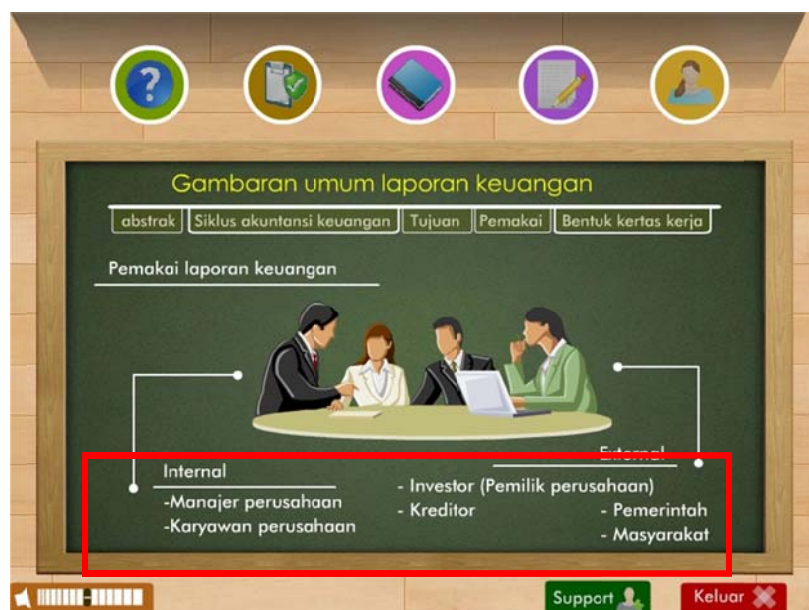 Gambaran umum laporan keuangan
abstrak Siklus akuntansi keuangan Tujuan Pemakai Bentuk kertas kerja
Pemakai laporan keuangan
Internal
-Manajer perusahaan
-Karyawan perusahaan
External
- Investor (Pemilik perusahaan)
- Kreditor
- Pemerintah
- Masyarakat
Support
Keluar